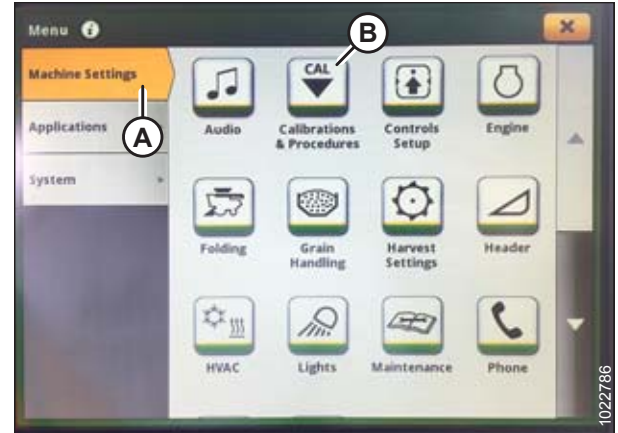 Menu i
B
Machine Settings
A
Applications
System
CAL
Audio
Calibrations
& Procedures
Controls
Setup
Engine
Folding
Grain
Handling
Harvest
Settings
Header
HVAC
Lights
Maintenance
Phone
1022786